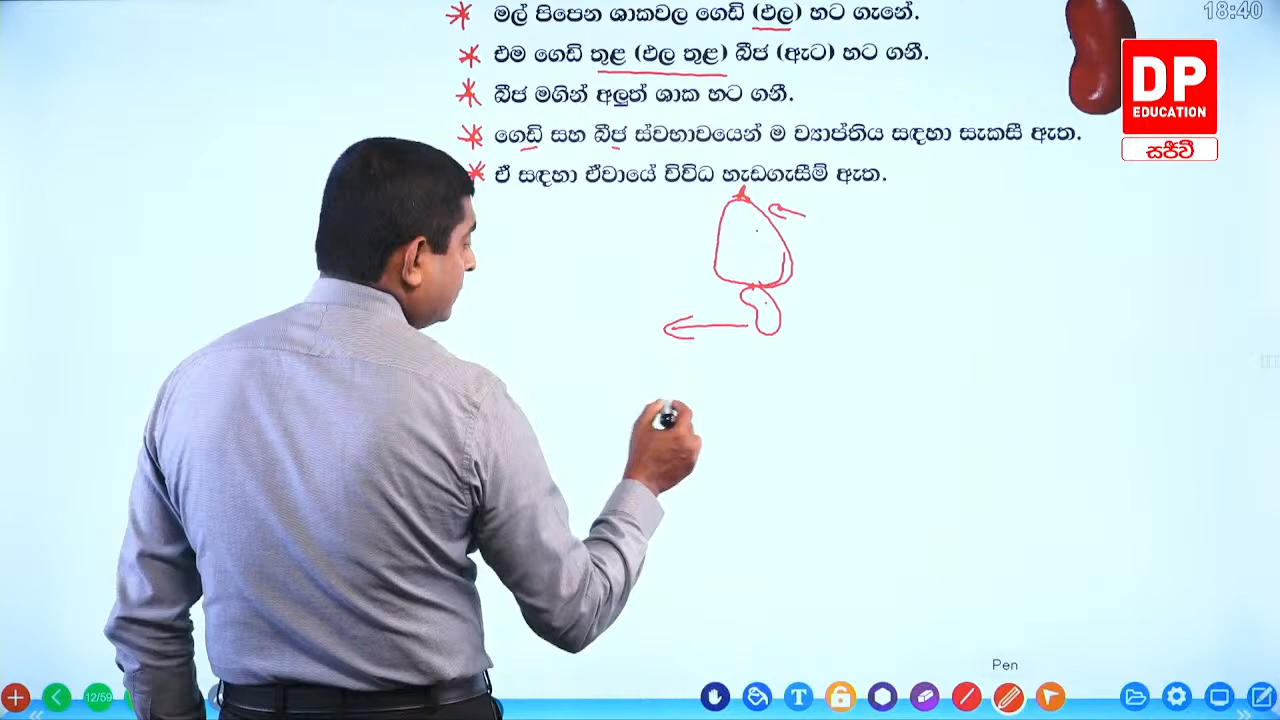 මල් පිපෙන ශාකවල ගෙඩි (ඵල) හට ගැනේ.
එම ගෙඩි තුළ (ඵල තුළ) බීජ (ඇට) හට ගනී.
බීජ මගින් අලුත් ශාක හට ගනී.
ගෙඩි සහ බීජ ස්වභාවයෙන් ම ව්‍යාප්තිය සඳහා සැකසී ඇත.
ඒ සඳහා ඒවායේ විවිධ හැඩගැසීම් ඇත.
18:40
DP
EDUCATION
සජීවී
Pen
12/59
T